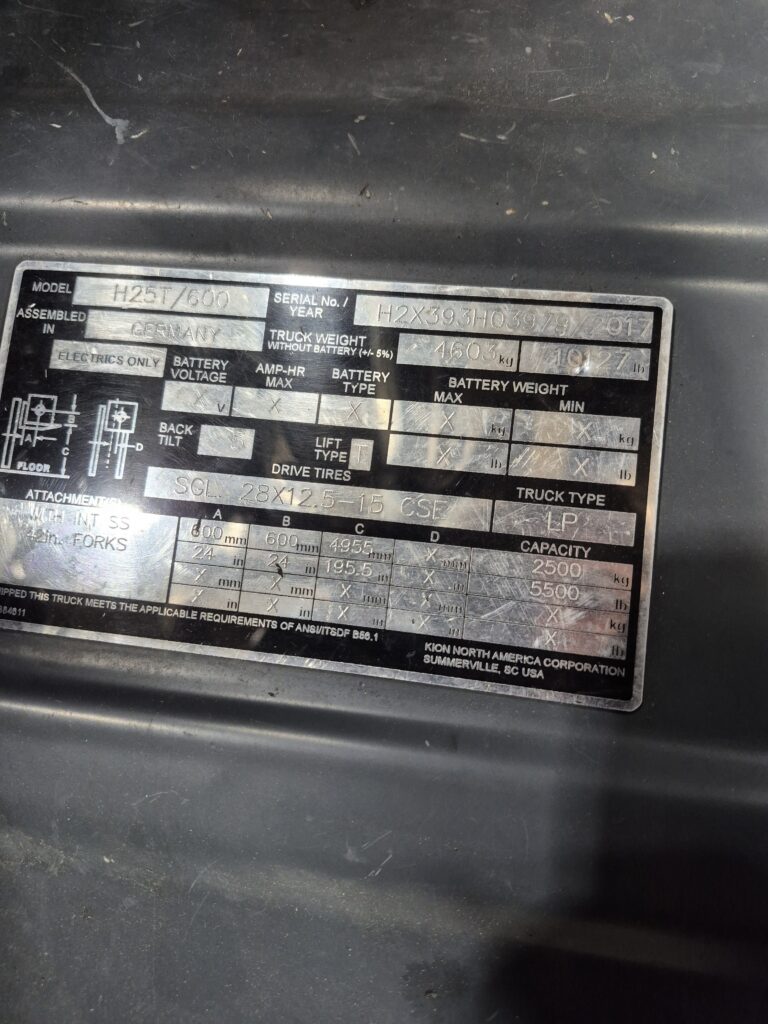 MODEL H25T/600 SERIAL No. / YEAR
ASSEMBLED IN GERMANY TRUCK WEIGHT WITHOUT BATTERY (+/- 5%) 4603 kg lb
ELECTRICS ONLY BATTERY VOLTAGE AMP-HR MAX BATTERY TYPE BATTERY WEIGHT
MAX MIN
X V X X X kg X kg
BACK TILT LIFT TYPE T X lb X lb
A C D
FLOOR
DRIVE TIRES
SGL. 28X12.5-15 CSE TRUCK TYPE
LP
WITH INT SS
42in. FORKS
A B C D CAPACITY
600 mm 600 mm 4955 mm X mm 2500 kg
24 in 24 in 195.5 in X in 5500 lb
X mm X mm X mm X mm X kg
X in X in X in X in X lb
THIS TRUCK MEETS THE APPLICABLE REQUIREMENTS OF ANSI/ITSDF B56.1
KION NORTH AMERICA CORPORATION
SUMMERVILLE, SC USA